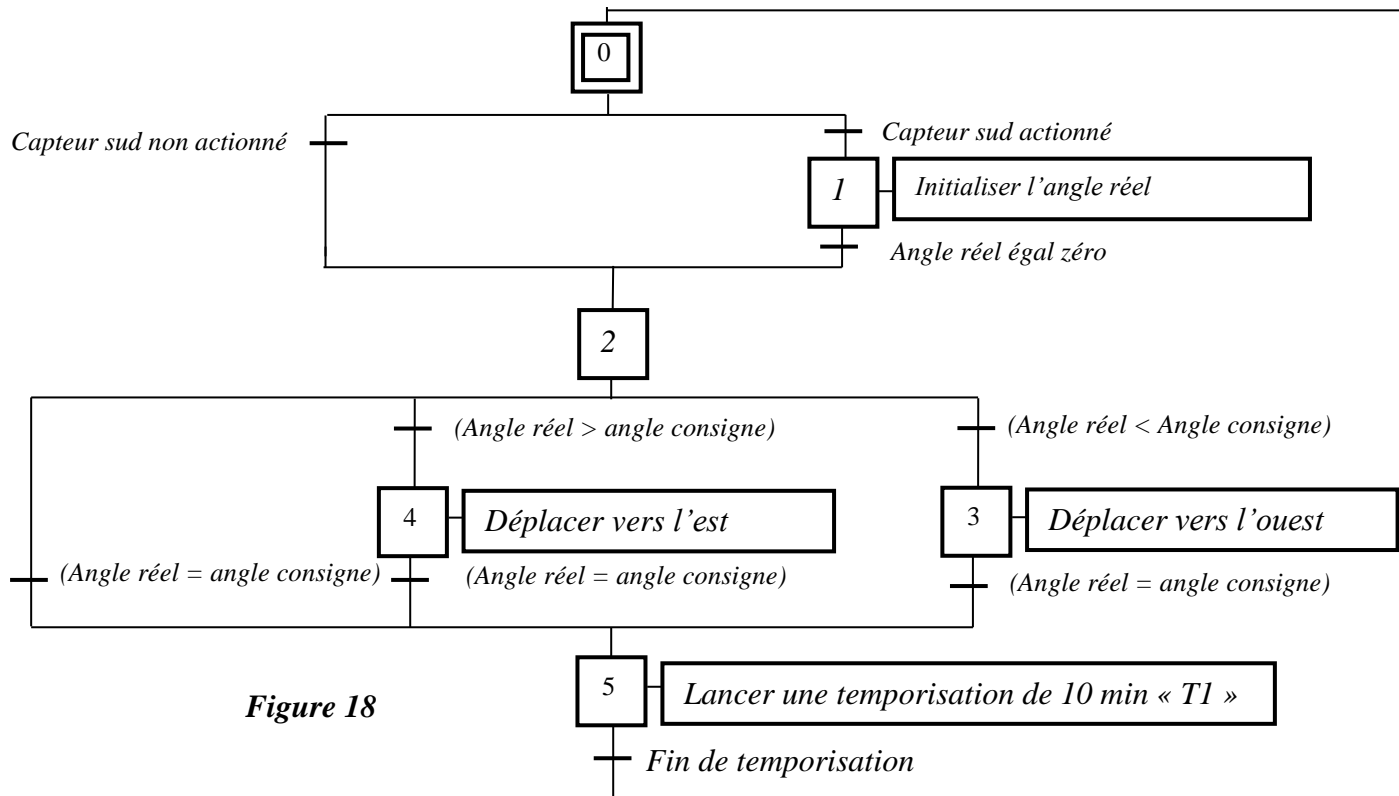 0
Capteur sud non actionné
Capteur sud actionné
1
Initialiser l’angle réel
Angle réel égal zéro
2
(Angle réel > angle consigne)
(Angle réel < Angle consigne)
4
Déplacer vers l’est
3
Déplacer vers l’ouest
(Angle réel = angle consigne)
(Angle réel = angle consigne)
(Angle réel = angle consigne)
5
Lancer une temporisation de 10 min « T1 »
Figure 18
Fin de temporisation